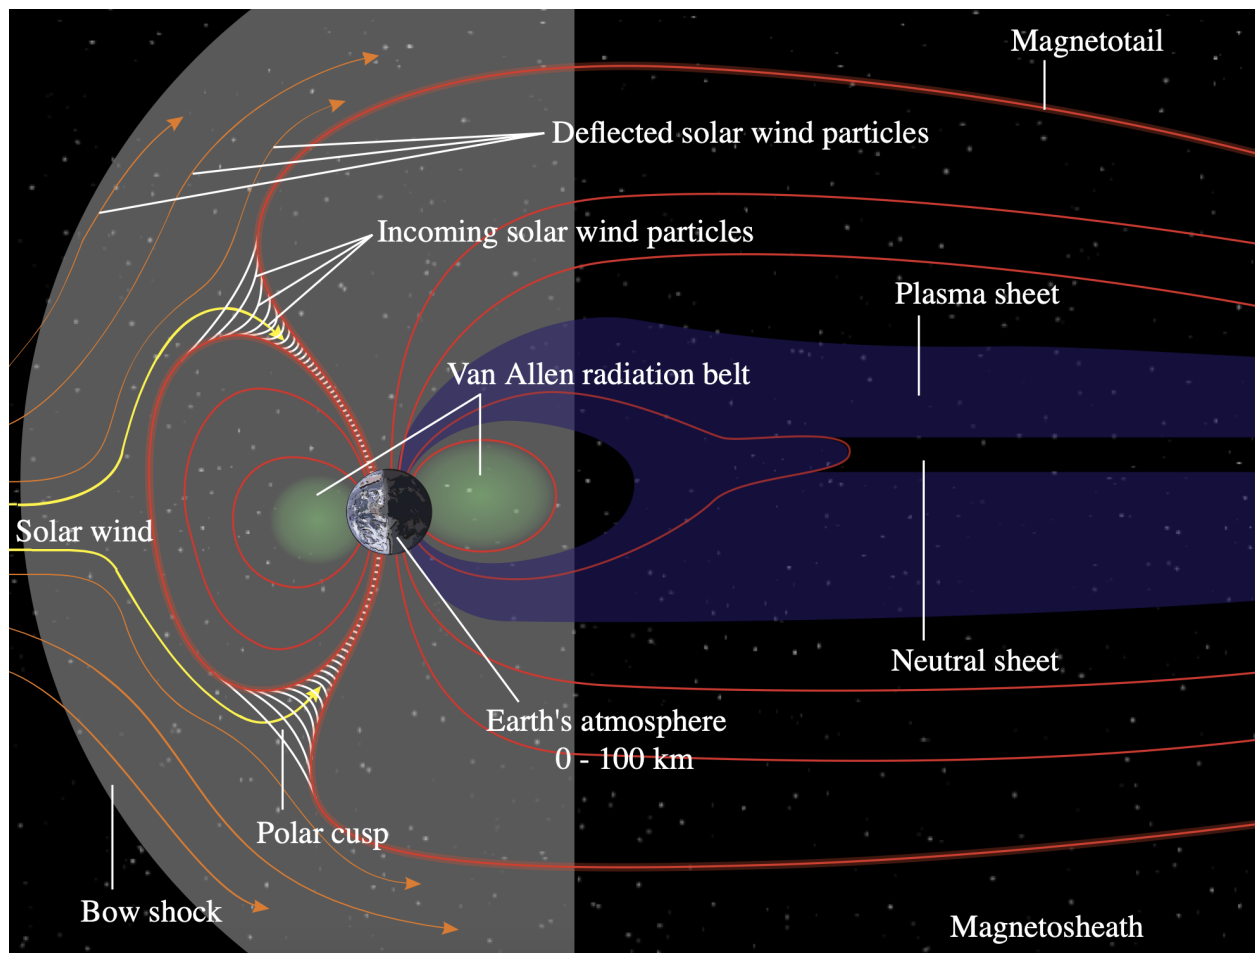 Magnetotail
Deflected solar wind particles
Incoming solar wind particles
Plasma sheet
Van Allen radiation belt
Solar wind
Neutral sheet
Earth's atmosphere
0 - 100 km
Polar cusp
Bow shock
Magnetosheath